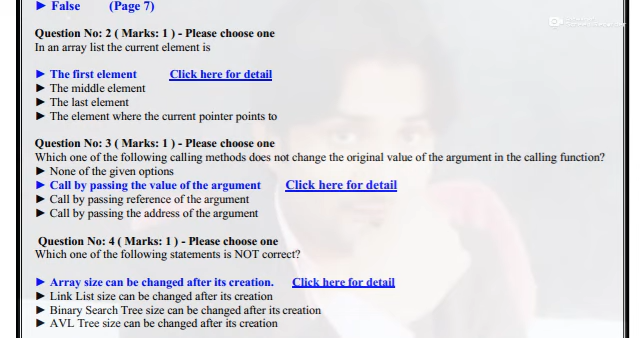 ► False (Page 7)
Question No: 2 ( Marks: 1 ) - Please choose one
In an array list the current element is
► The first element Click here for detail
► The middle element
► The last element
► The element where the current pointer points to
Question No: 3 ( Marks: 1 ) - Please choose one
Which one of the following calling methods does not change the original value of the argument in the calling function?
► None of the given options
► Call by passing the value of the argument Click here for detail
► Call by passing reference of the argument
► Call by passing the address of the argument
Question No: 4 ( Marks: 1 ) - Please choose one
Which one of the following statements is NOT correct?
► Array size can be changed after its creation. Click here for detail
► Link List size can be changed after its creation
► Binary Search Tree size can be changed after its creation
► AVL Tree size can be changed after its creation